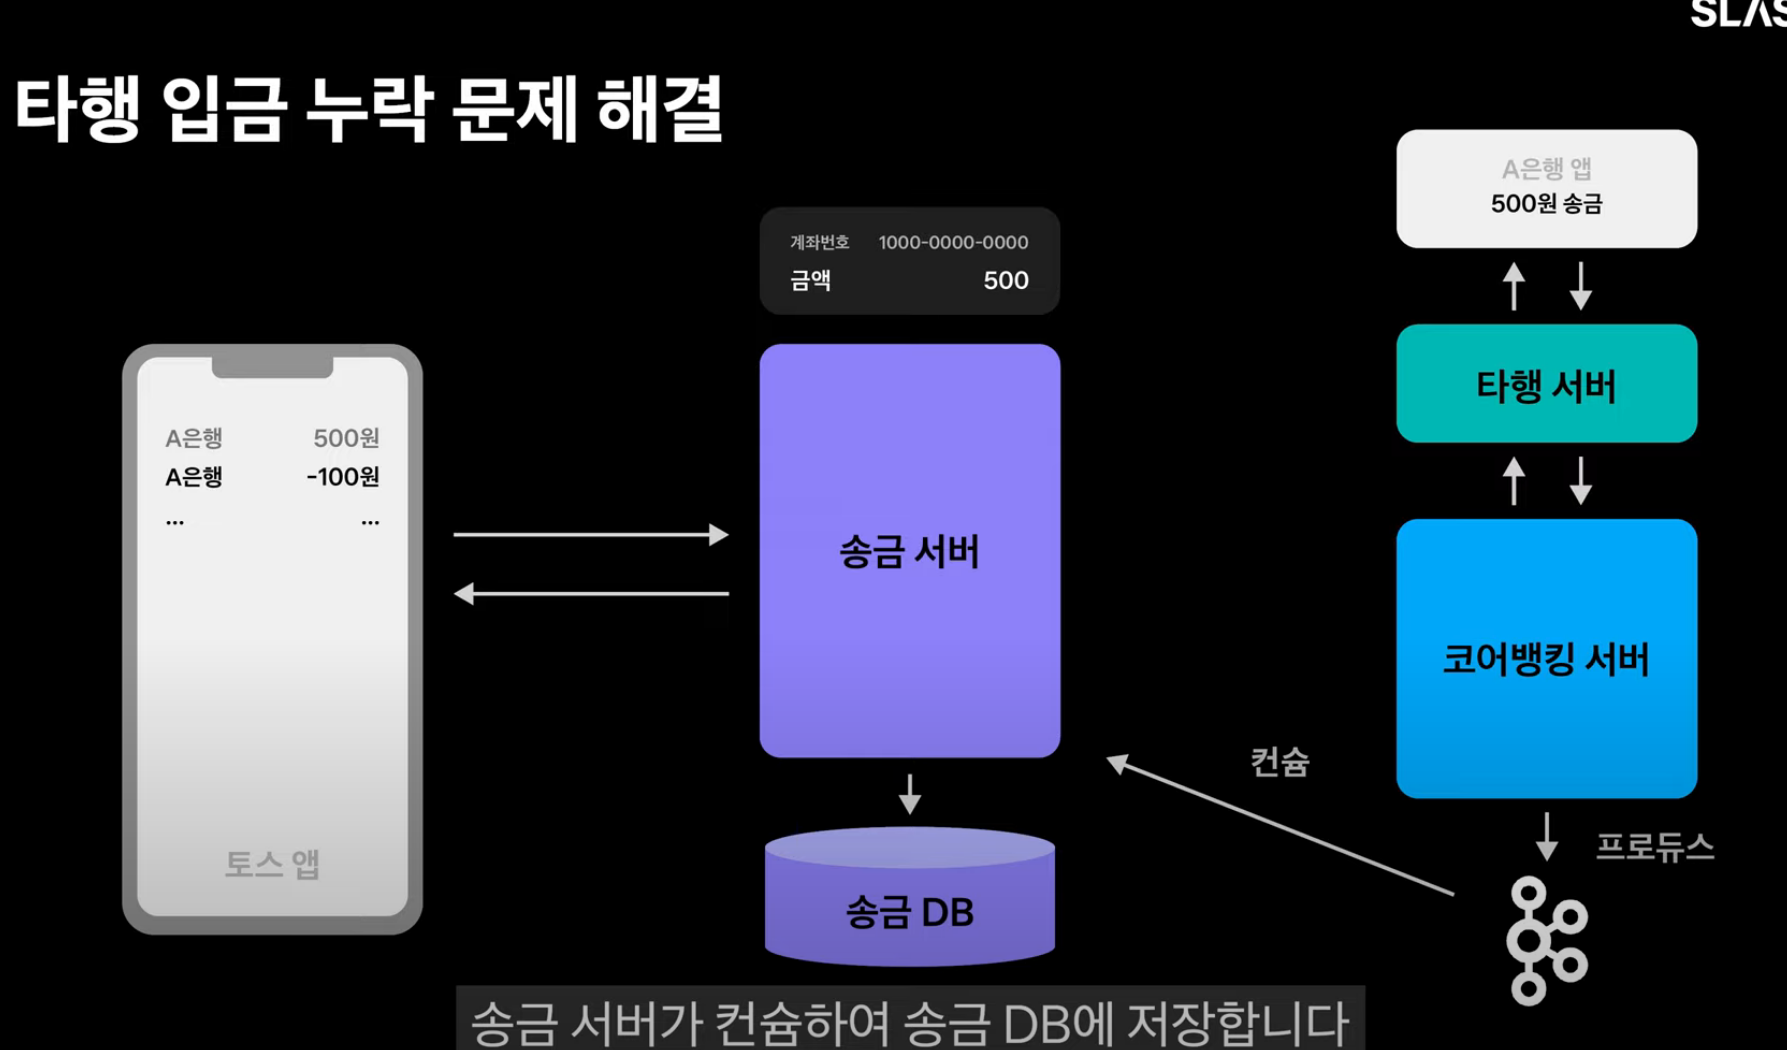 SLAS
타행 입금 누락 문제 해결
A은행 앱
500원 송금
계좌번호 1000-0000-0000
금액 500
타행 서버
A은행 500원
A은행 -100원
... ...
송금 서버
코어뱅킹 서버
컨슘
프로듀스
토스 앱
송금 DB
송금 서버가 컨슘하여 송금 DB에 저장합니다